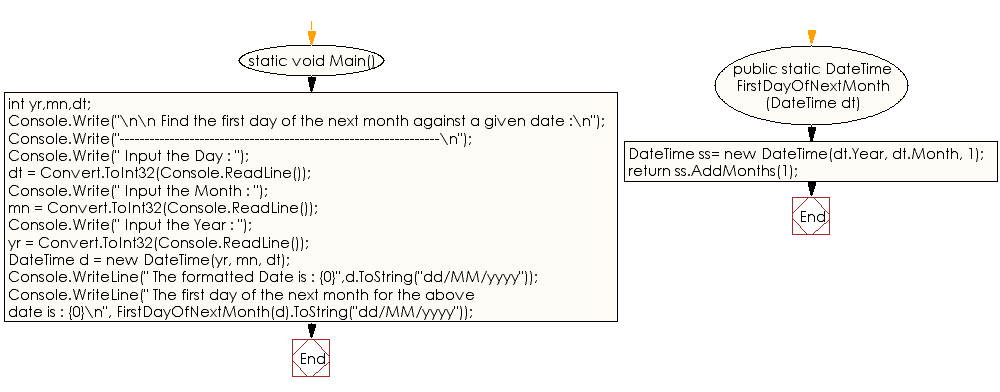 static void Main()
int yr,mn,dt;
Console.Write("\n\n Find the first day of the next month against a given date :\n");
Console.Write("----------------------------------------------------------------\n");
Console.Write(" Input the Day : ");
dt = Convert.ToInt32(Console.ReadLine());
Console.Write(" Input the Month : ");
mn = Convert.ToInt32(Console.ReadLine());
Console.Write(" Input the Year : ");
yr = Convert.ToInt32(Console.ReadLine());
DateTime d = new DateTime(yr, mn, dt);
Console.WriteLine(" The formatted Date is : {0}",d.ToString("dd/MM/yyyy"));
Console.WriteLine(" The first day of the next month for the above
date is : {0}\n", FirstDayOfNextMonth(d).ToString("dd/MM/yyyy"));
End
public static DateTime
FirstDayOfNextMonth
(DateTime dt)
DateTime ss= new DateTime(dt.Year, dt.Month, 1);
return ss.AddMonths(1);
End